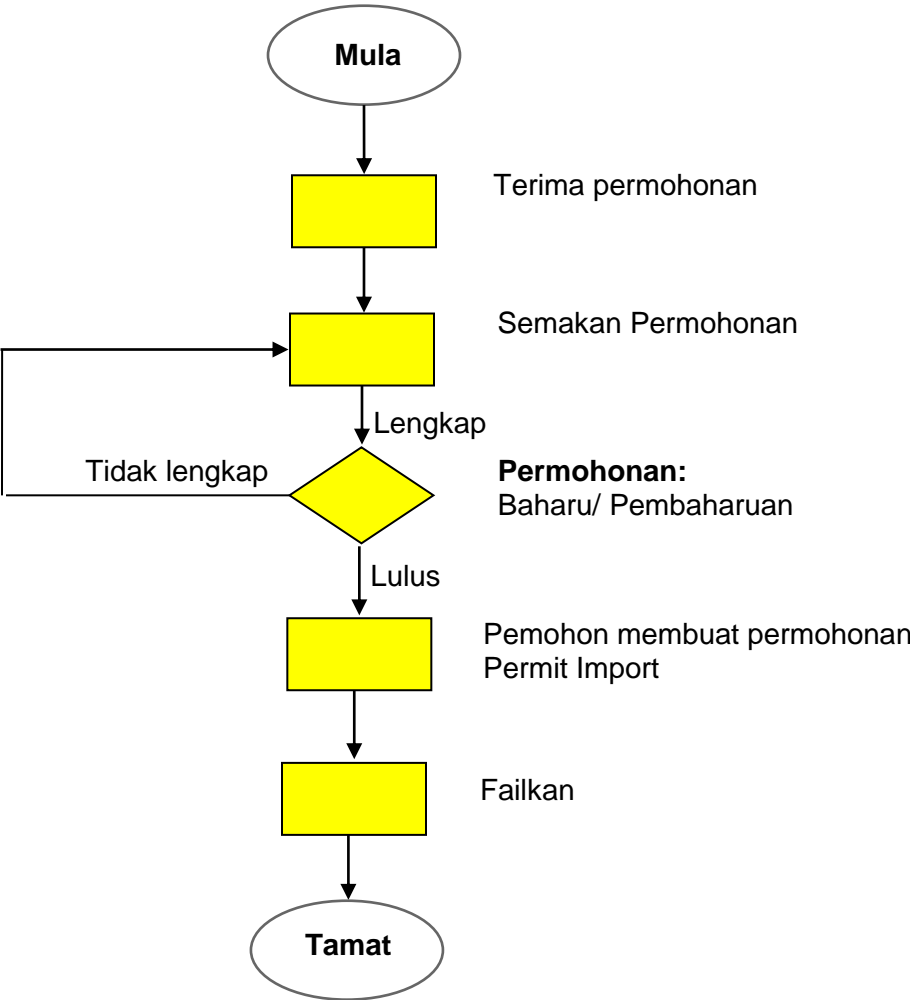 Mula
Terima permohonan
Semakan Permohonan
Lengkap
Tidak lengkap
Permohonan:
Baharu/ Pembaharuan
Lulus
Pemohon membuat permohonan
Permit Import
Failkan
Tamat